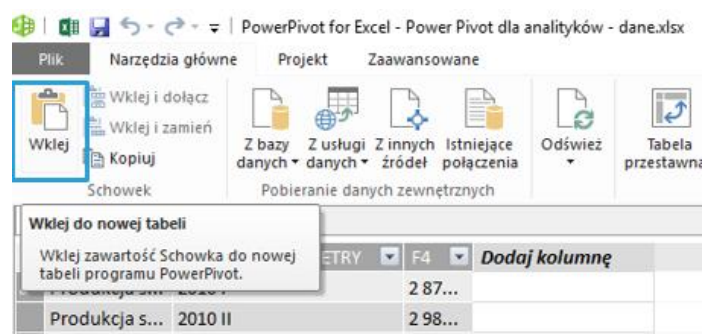 PowerPivot for Excel - Power Pivot dla analityków - dane.xlsx
Plik Narzędzia główne Projekt Zaawansowane
Wklej
Wklej i dołącz
Wklej i zamień
Kopiuj
Schowek
Z bazy danych
Z usługi danych
Z innych źródeł
Istniejące połączenia
Pobieranie danych zewnętrznych
Odśwież
Tabela przestawna
Wklej do nowej tabeli
Wklej zawartość Schowka do nowej
tabeli programu PowerPivot.
ETRY F4 Dodaj kolumnę
2 87...
Produkcja s... 2010 II 2 98...